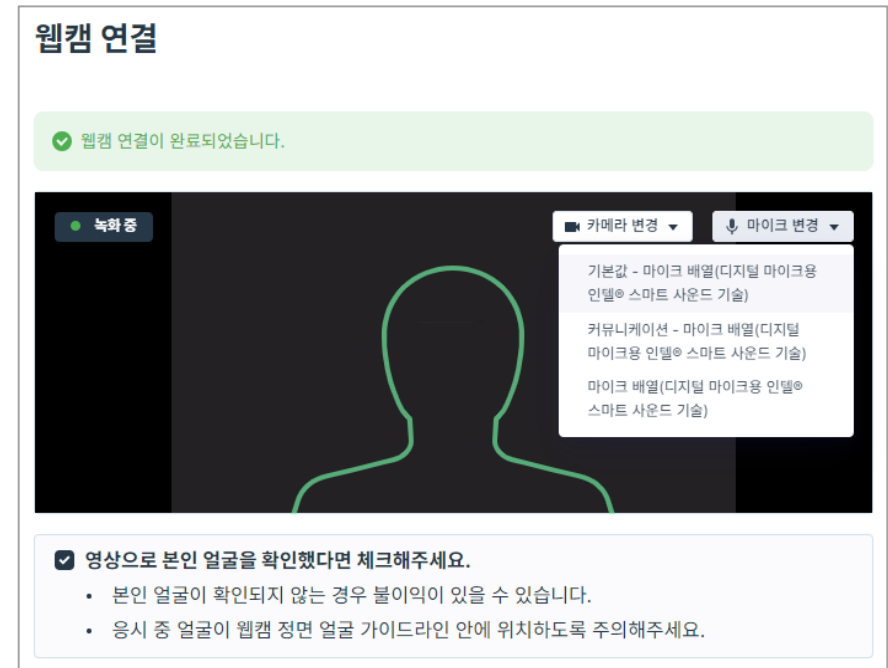 웹캠 연결
웹캠 연결이 완료되었습니다.
녹화 중
카메라 변경
마이크 변경
기본값 - 마이크 배열(디지털 마이크용
인텔® 스마트 사운드 기술)
커뮤니케이션 - 마이크 배열(디지털
마이크용 인텔® 스마트 사운드 기술)
마이크 배열(디지털 마이크용 인텔®
스마트 사운드 기술)
영상으로 본인 얼굴을 확인했다면 체크해주세요.
• 본인 얼굴이 확인되지 않는 경우 불이익이 있을 수 있습니다.
• 응시 중 얼굴이 웹캠 정면 얼굴 가이드라인 안에 위치하도록 주의해주세요.